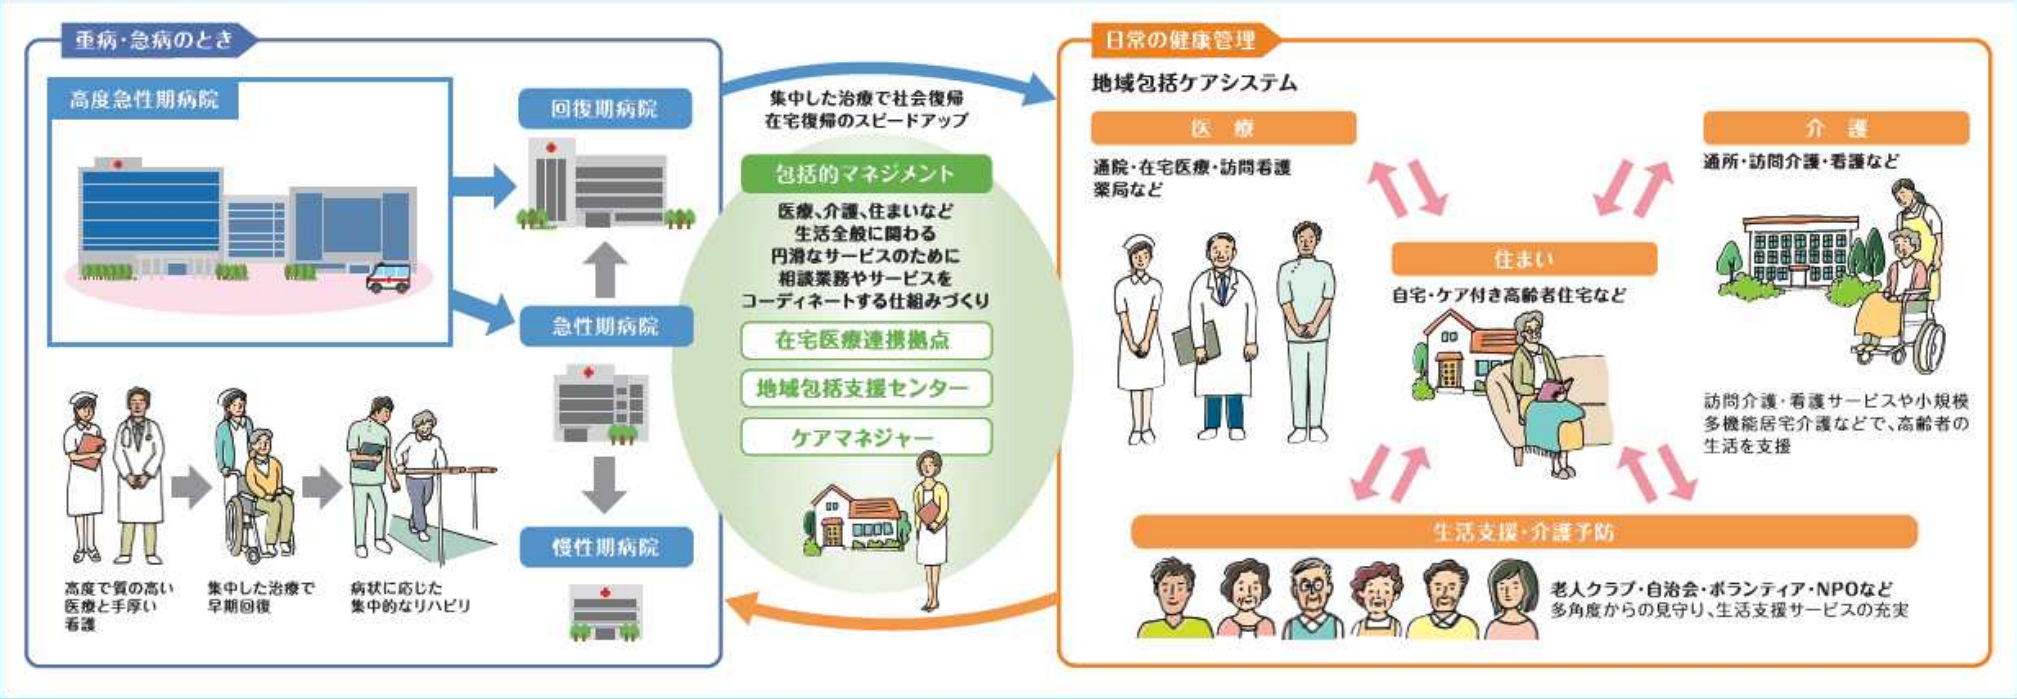 重病・急病のとき
高度急性期病院
回復期病院
急性期病院
慢性期病院
高度で質の高い
医療と手厚い
看護
集中した治療で
早期回復
病状に応じた
集中的なリハビリ
集中した治療で社会復帰
在宅復帰のスピードアップ
包括的マネジメント
医療、介護、住まいなど
生活全般に関わる
円滑なサービスのために
相談業務やサービスを
コーディネートする仕組みづくり
在宅医療連携拠点
地域包括支援センター
ケアマネジャー
日常の健康管理
地域包括ケアシステム
医 療
通院・在宅医療・訪問看護
薬局など
介 護
通所・訪問介護・看護など
住まい
自宅・ケア付き高齢者住宅など
訪問介護・看護サービスや小規模
多機能居宅介護などで、高齢者の
生活を支援
生活支援・介護予防
老人クラブ・自治会・ボランティア・NPOなど
多角度からの見守り、生活支援サービスの充実